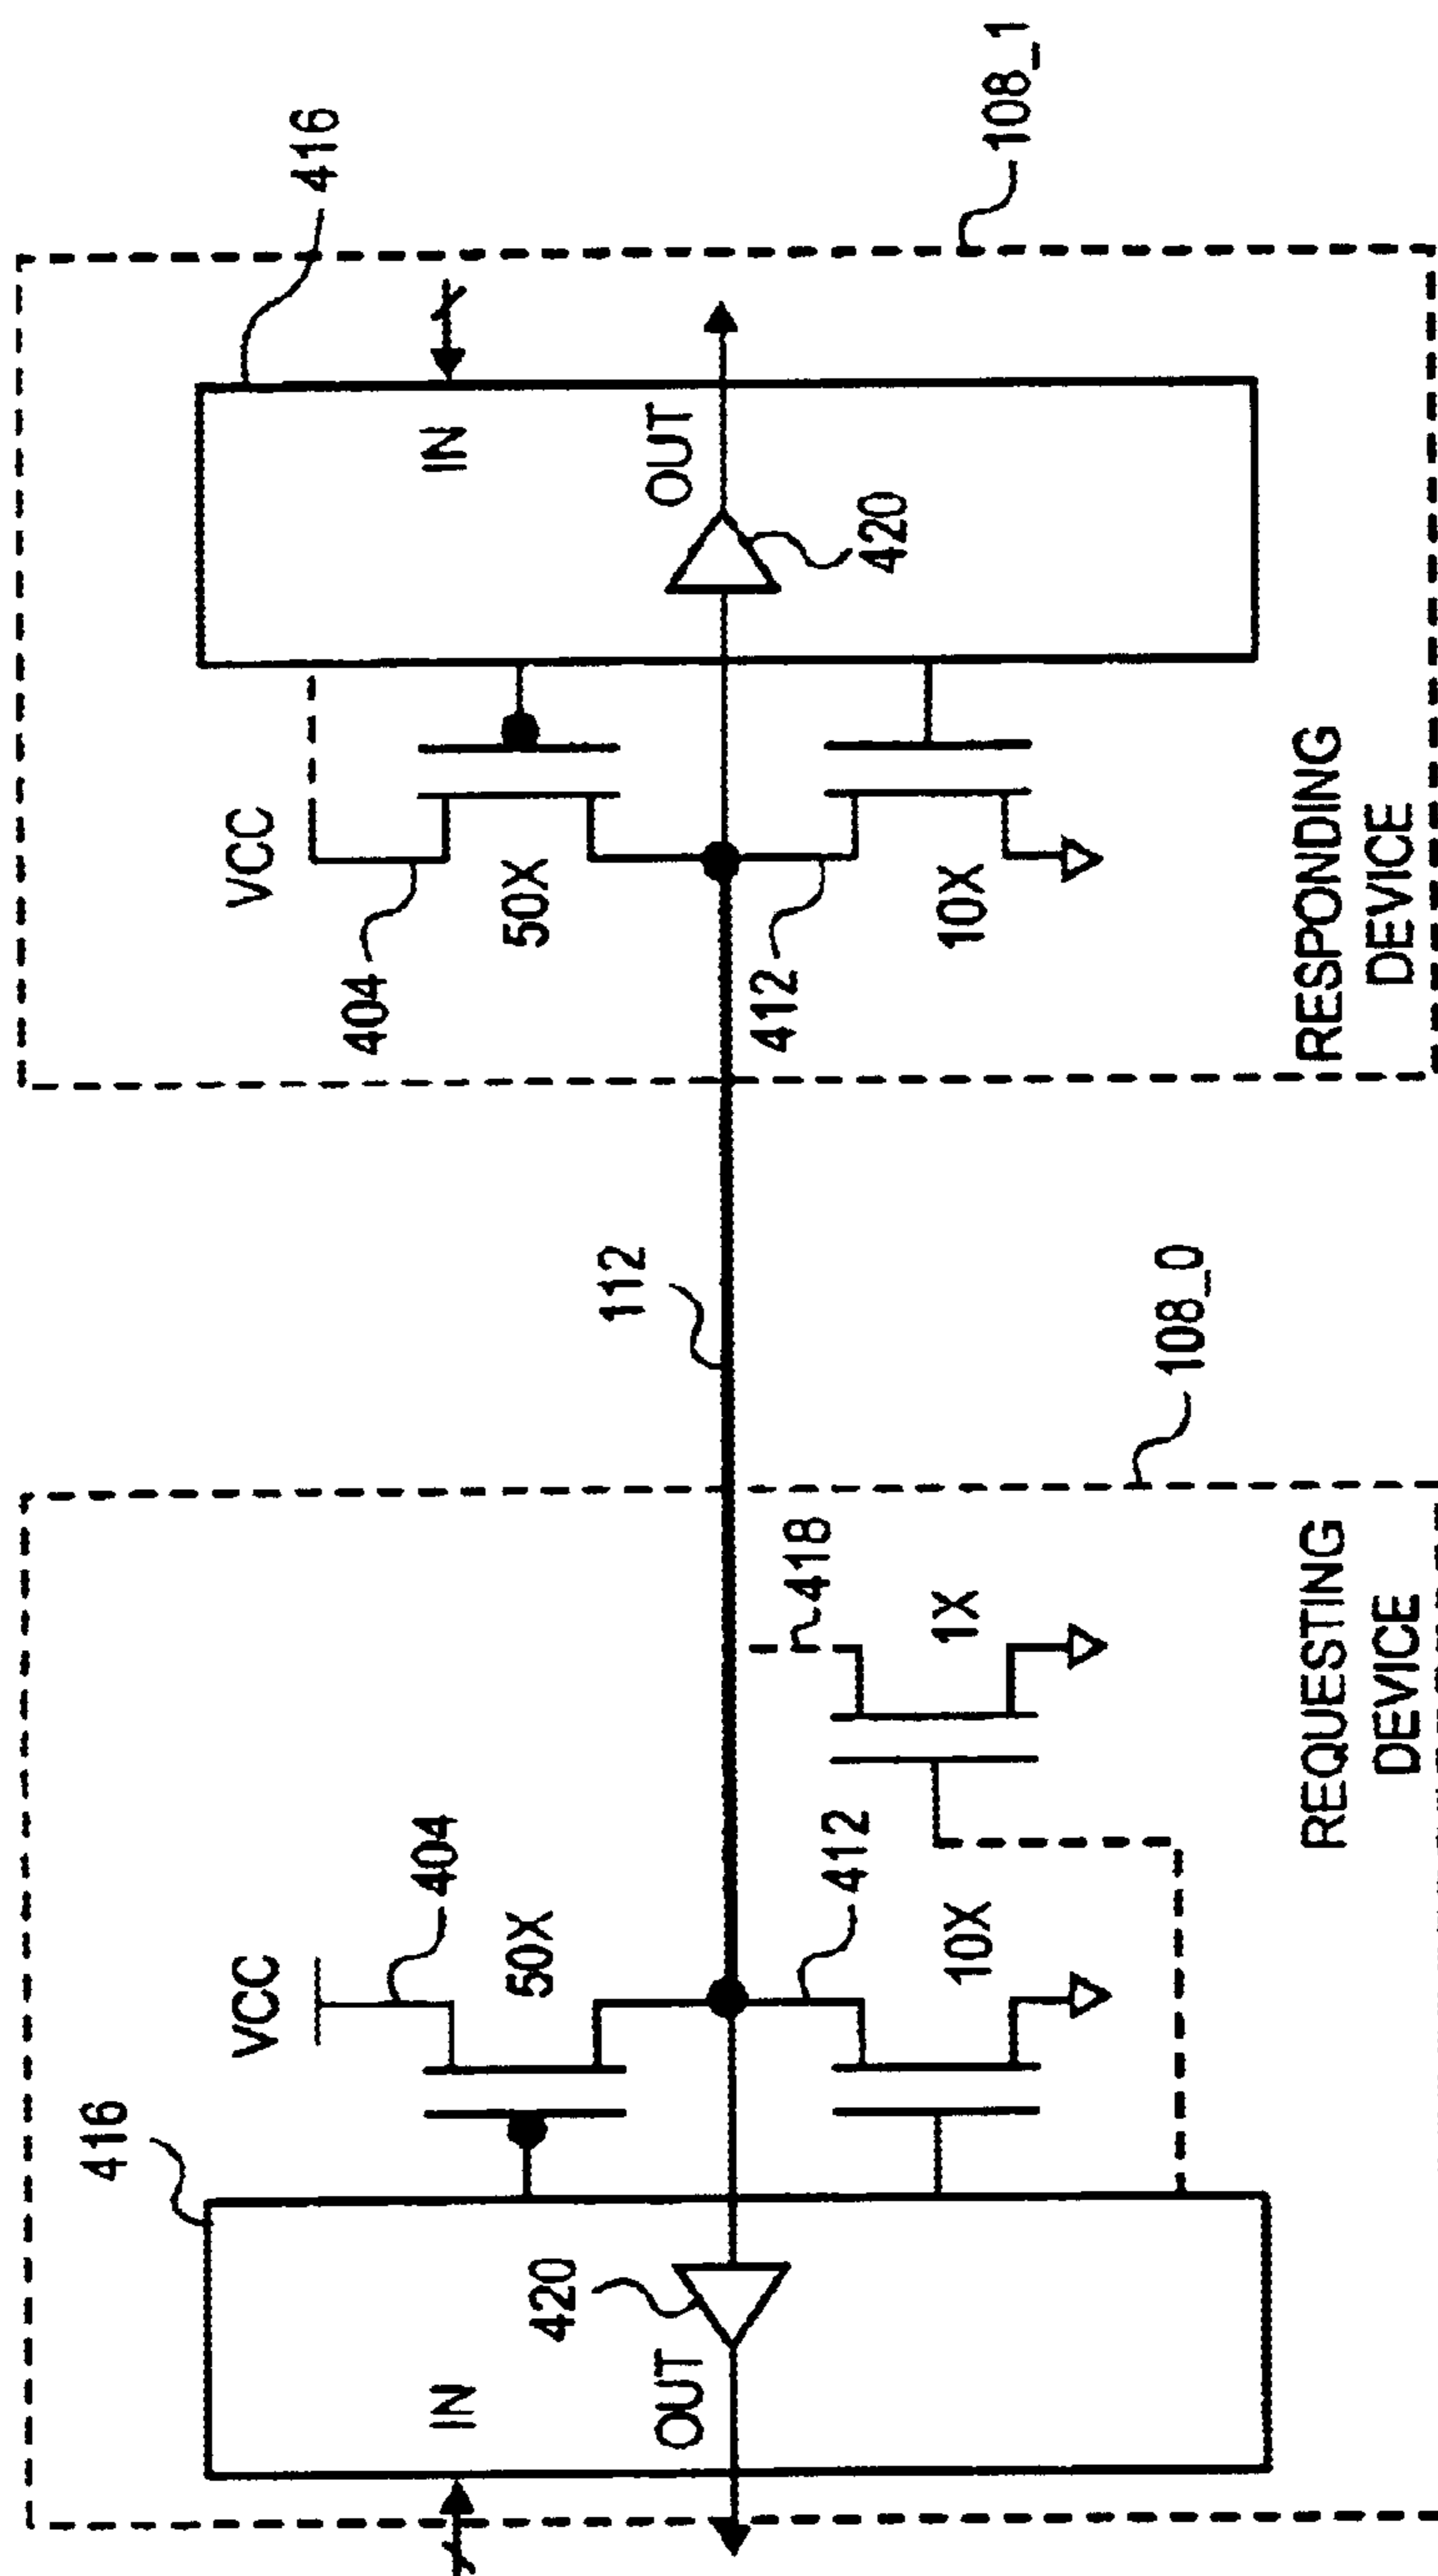 416
VCC
404
50X
IN
420
OUT
412
10X
418
1X
REQUESTING
DEVICE
108_0
112
VCC
404
50X
412
10X
416
IN
OUT
420
RESPONDING
DEVICE
108_1